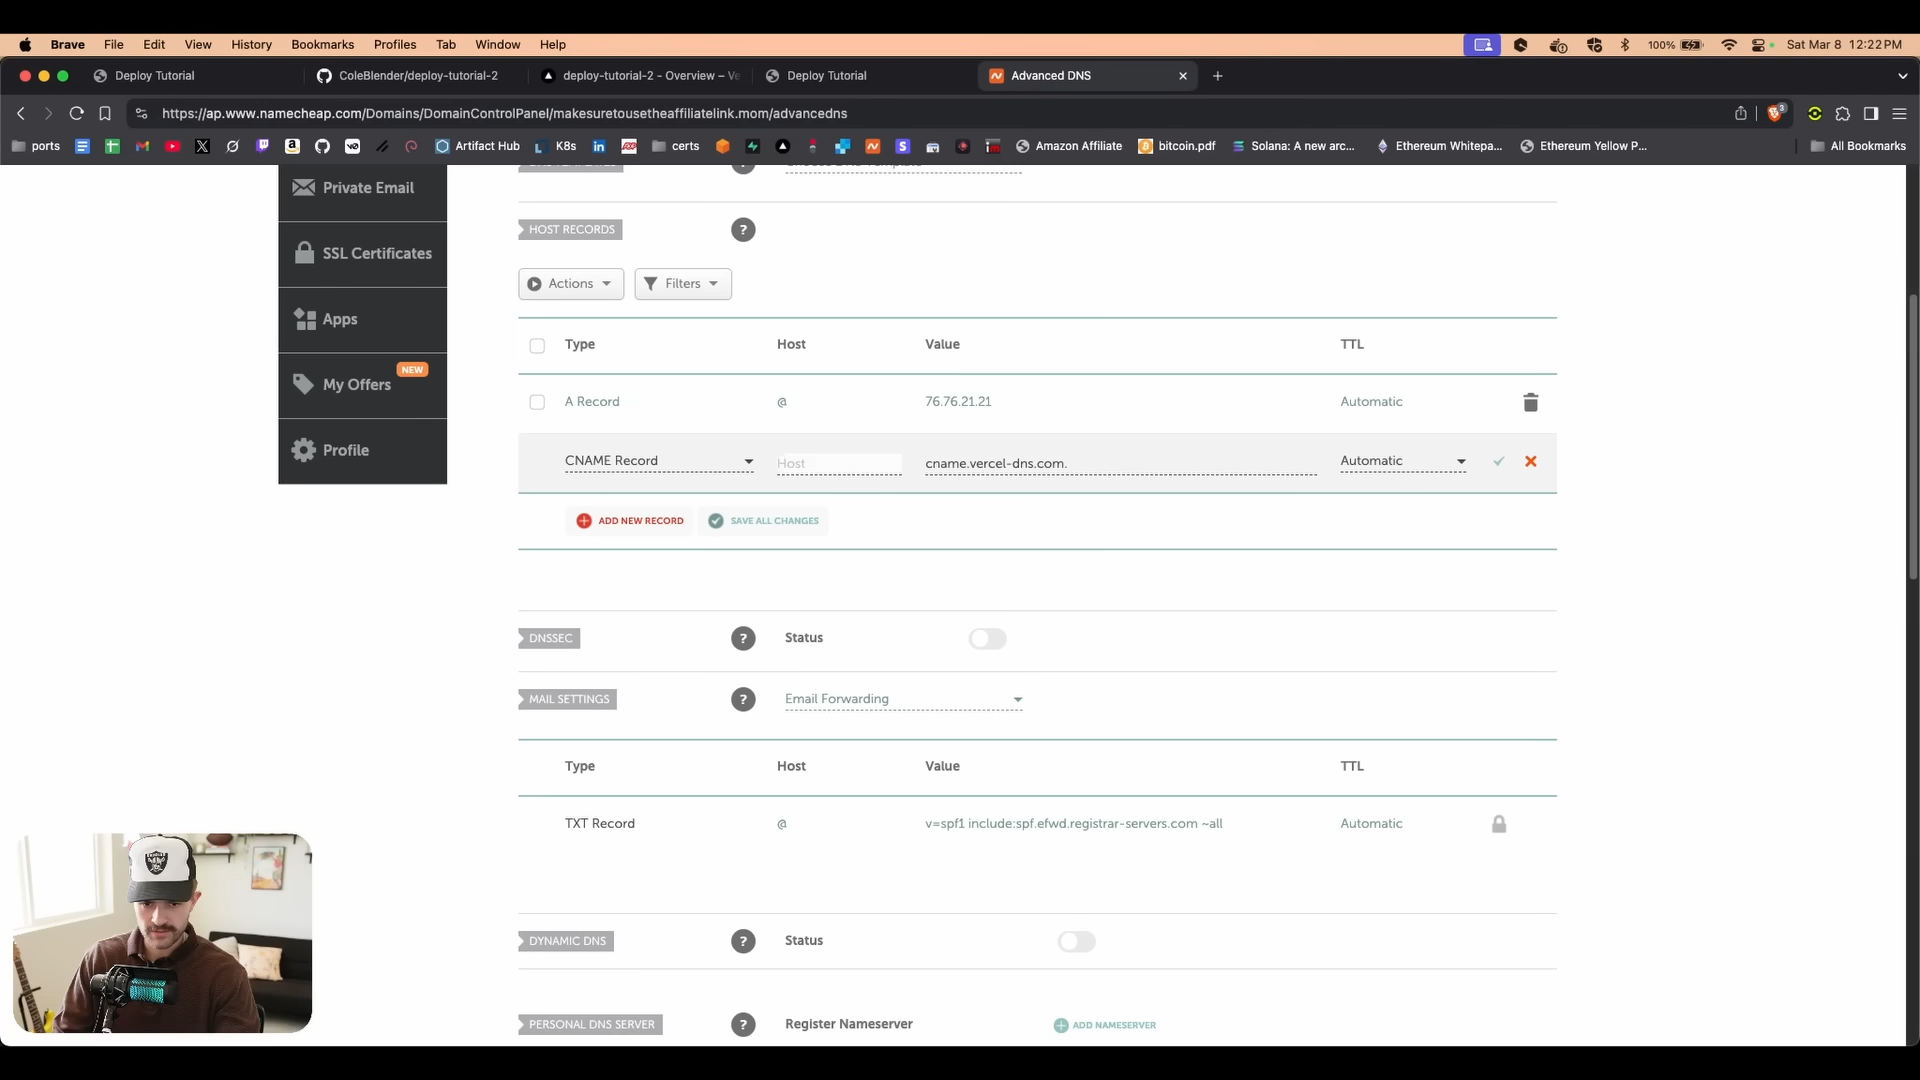 Brave File Edit View History Bookmarks Profiles Tab Window Help 100% Sat Mar 8 12:22 PM
Deploy Tutorial ColeBlender/deploy-tutorial-2 deploy-tutorial-2 - Overview – Ve Deploy Tutorial Advanced DNS
https://ap.www.namecheap.com/Domains/DomainControlPanel/makesuretousetheaffiliatelink.mom/advancedns
ports Artifact Hub K8s certs Amazon Affiliate bitcoin.pdf Solana: A new arc... Ethereum Whitepa... Ethereum Yellow P... All Bookmarks
Private Email
SSL Certificates
Apps
NEW
My Offers
Profile
HOST RECORDS ?
Actions Filters
Type Host Value TTL
A Record @ 76.76.21.21 Automatic
CNAME Record Host cname.vercel-dns.com. Automatic
ADD NEW RECORD SAVE ALL CHANGES
DNSSEC ? Status
MAIL SETTINGS ? Email Forwarding
Type Host Value TTL
TXT Record @ v=spf1 include:spf.efwd.registrar-servers.com ~all Automatic
DYNAMIC DNS ? Status
PERSONAL DNS SERVER ? Register Nameserver ADD NAMESERVER